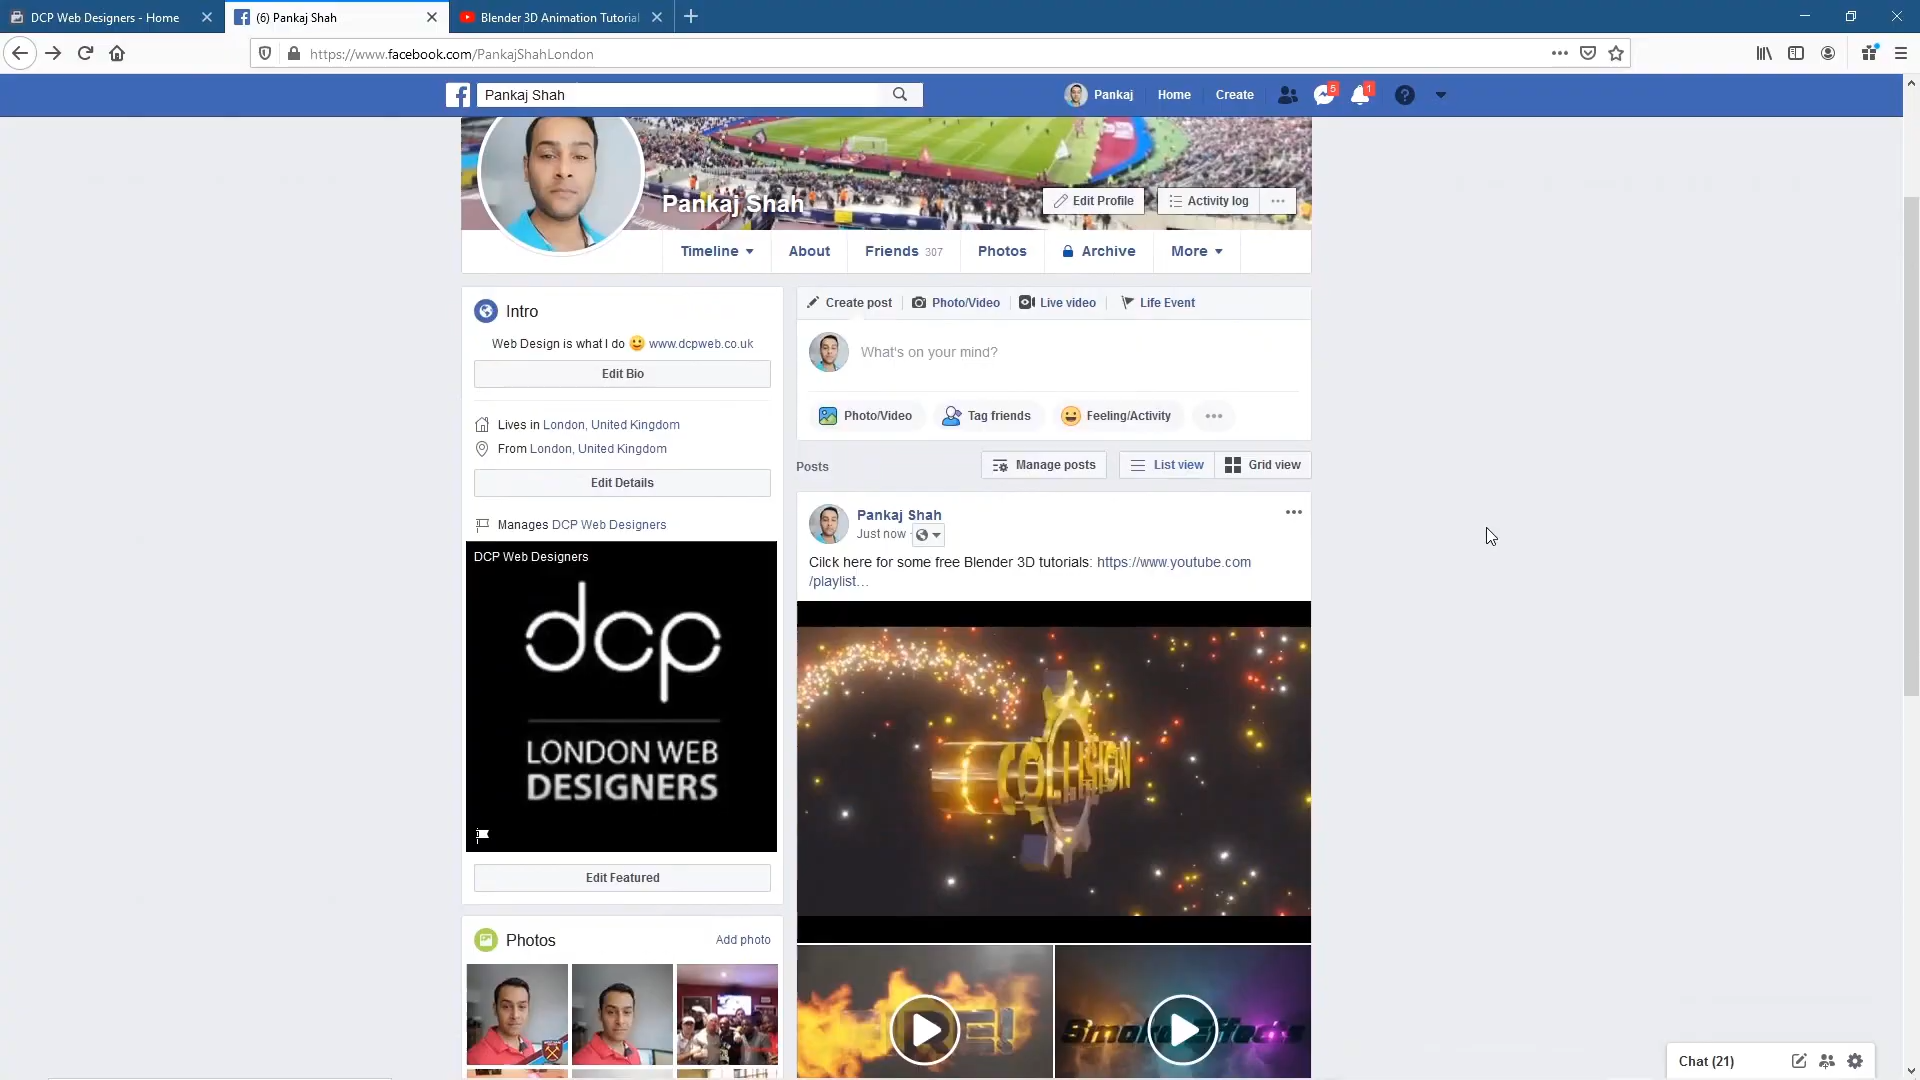 DCP Web Designers - Home
(6) Pankaj Shah
Blender 3D Animation Tutorial
https://www.facebook.com/PankajShahLondon
Pankaj Shah
Pankaj
Home
Create
5
1
Pankaj Shah
Edit Profile
Activity log
Timeline
About
Friends 307
Photos
Archive
More
Intro
Web Design is what I do www.dcpweb.co.uk
Edit Bio
Lives in London, United Kingdom
From London, United Kingdom
Edit Details
Manages DCP Web Designers
DCP Web Designers
dcp
LONDON WEB
DESIGNERS
Edit Featured
Photos
Add photo
Create post
Photo/Video
Live video
Life Event
What's on your mind?
Photo/Video
Tag friends
Feeling/Activity
Posts
Manage posts
List view
Grid view
Pankaj Shah
Just now
Cilck here for some free Blender 3D tutorials: https://www.youtube.com
/playlist...
COLLISION
Smoke Effects
Chat (21)